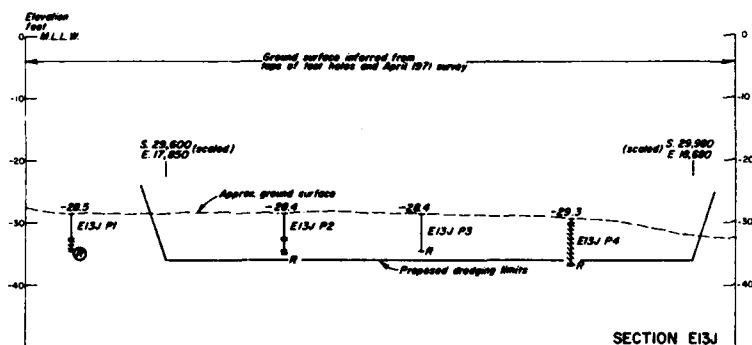 Elevation
feet
M.L.L.W.
0
0
Ground surface inferred from
tops of test holes and April 1971 survey
-10
-10
S. 29,600
E. 17,850 (scaled)
(scaled) S. 29,980
E 18,680
-20
-20
Approx. ground surface
-28.5
-28.4
-28.4
-29.3
-30
-30
E13J P1
E13J P2
E13J P3
E13J P4
R
R
R
R
Proposed dredging limits
-40
-40
SECTION E13J